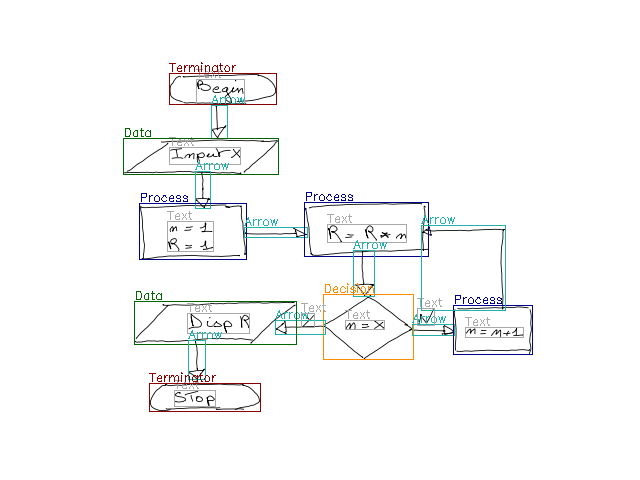 Terminator
Text
Begin
Arrow
Data
Text
Input X
Arrow
Process
Text
n = 1
R = 1
Arrow
Process
Text
R = R * n
Arrow
Arrow
Decision
Text
n = x
Arrow
Text
Process
Text
n = n+1
Arrow
Text
Data
Text
Disp R
Arrow
Terminator
Text
STop